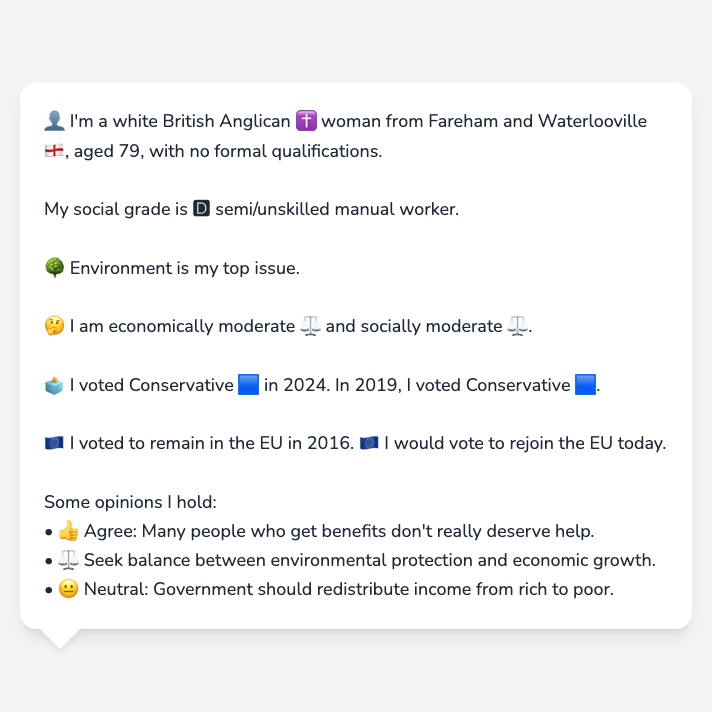 👤 I'm a white British Anglican ✝️ woman from Fareham and Waterlooville
🏴󠁧󠁢󠁥󠁮󠁧󠁿, aged 79, with no formal qualifications.
My social grade is 🅳 semi/unskilled manual worker.
🌳 Environment is my top issue.
🤔 I am economically moderate ⚖️ and socially moderate ⚖️.
🗳️ I voted Conservative 🟦 in 2024. In 2019, I voted Conservative 🟦.
🇪🇺 I voted to remain in the EU in 2016. 🇪🇺 I would vote to rejoin the EU today.
Some opinions I hold:
• 👍 Agree: Many people who get benefits don't really deserve help.
• ⚖️ Seek balance between environmental protection and economic growth.
• 😐 Neutral: Government should redistribute income from rich to poor.